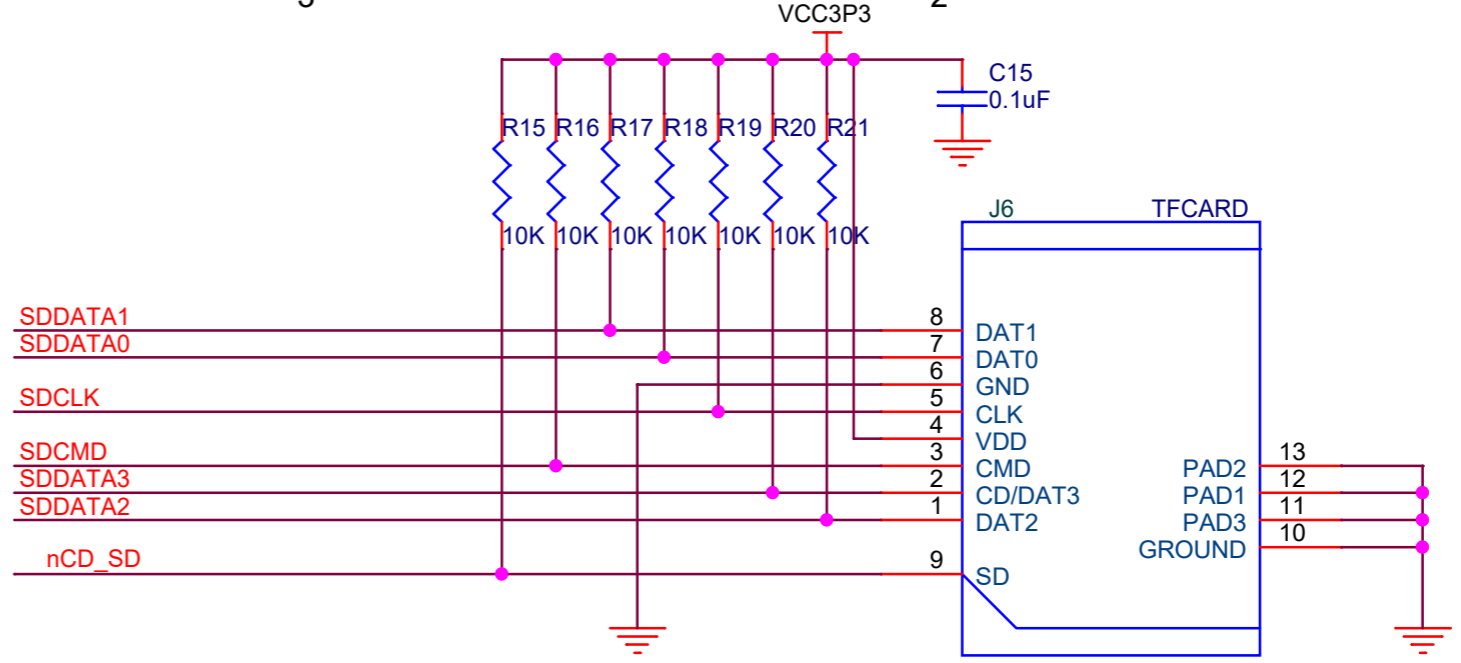 5 2
VCC3P3
C15
0.1uF
R15 R16 R17 R18 R19 R20 R21
10K 10K 10K 10K 10K 10K 10K
J6 TFCARD
SDDATA1 8 DAT1
SDDATA0 7 DAT0
6 GND
SDCLK 5 CLK
4 VDD
SDCMD 3 CMD PAD2 13
SDDATA3 2 CD/DAT3 PAD1 12
SDDATA2 1 DAT2 PAD3 11
GROUND 10
nCD_SD 9 SD